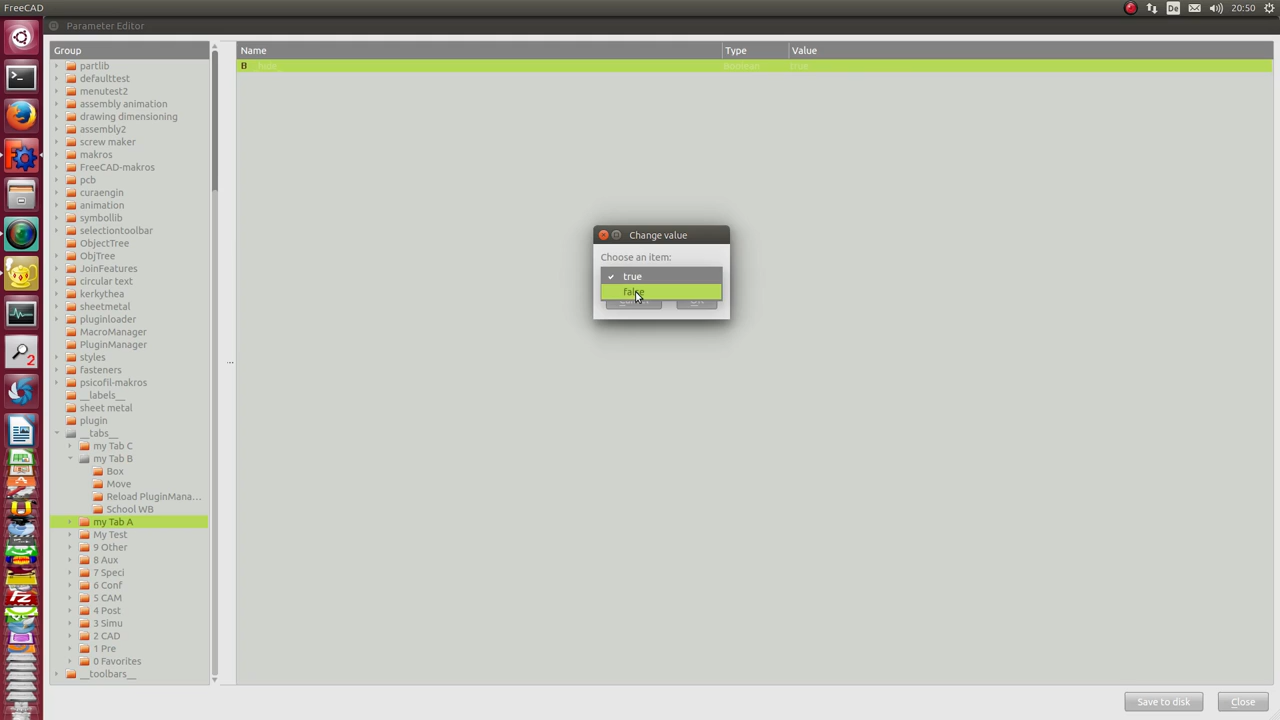 FreeCAD
De
20:50
Parameter Editor
Group
Name
Type
Value
partlib
defaulttest
menutest2
assembly animation
drawing dimensioning
assembly2
screw maker
makros
FreeCAD-makros
pcb
curaengin
animation
symbollib
selectiontoolbar
ObjectTree
ObjTree
JoinFeatures
circular text
kerkythea
sheetmetal
pluginloader
MacroManager
PluginManager
styles
fasteners
psicofil-makros
__labels__
sheet metal
plugin
__tabs__
my Tab C
my Tab B
Box
Move
Reload PluginMana...
School WB
my Tab A
My Test
9 Other
8 Aux
7 Speci
6 Conf
5 CAM
4 Post
3 Simu
2 CAD
1 Pre
0 Favorites
__toolbars__
B Boolean true
Change value
Choose an item:
true
false
...
2
Save to disk
Close